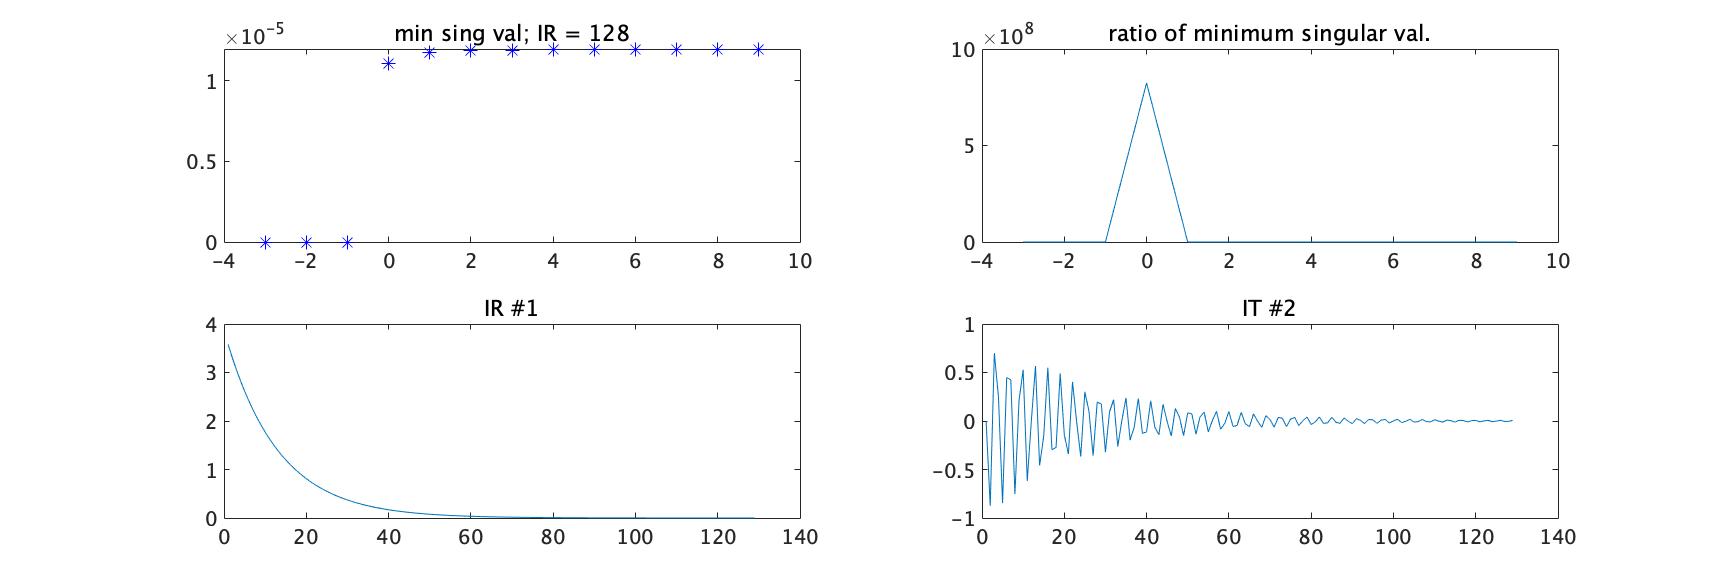 ×10⁻⁵
min sing val; IR = 128
1
0.5
0
−4 −2 0 2 4 6 8 10
×10⁸
ratio of minimum singular val.
10
5
0
−4 −2 0 2 4 6 8 10
IR #1
4
3
2
1
0
0 20 40 60 80 100 120 140
IT #2
1
0.5
0
−0.5
−1
0 20 40 60 80 100 120 140